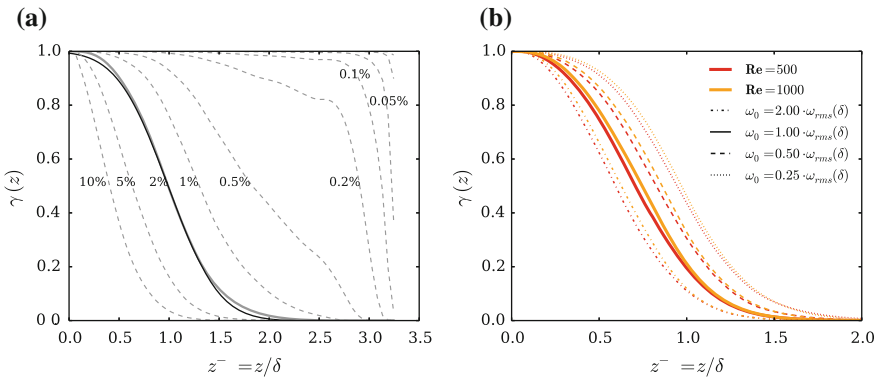 (a)
1.0
0.8
0.6
0.4
0.2
0.0
γ(z)
10%
5%
2%
1%
0.5%
0.2%
0.1%
0.05%
0.0 0.5 1.0 1.5 2.0 2.5 3.0 3.5
z⁻ = z/δ
(b)
1.0
0.8
0.6
0.4
0.2
0.0
γ(z)
Re = 500
Re = 1000
ω₀ = 2.00 · ωᵣₘₛ(δ)
ω₀ = 1.00 · ωᵣₘₛ(δ)
ω₀ = 0.50 · ωᵣₘₛ(δ)
ω₀ = 0.25 · ωᵣₘₛ(δ)
0.0 0.5 1.0 1.5 2.0
z⁻ = z/δ